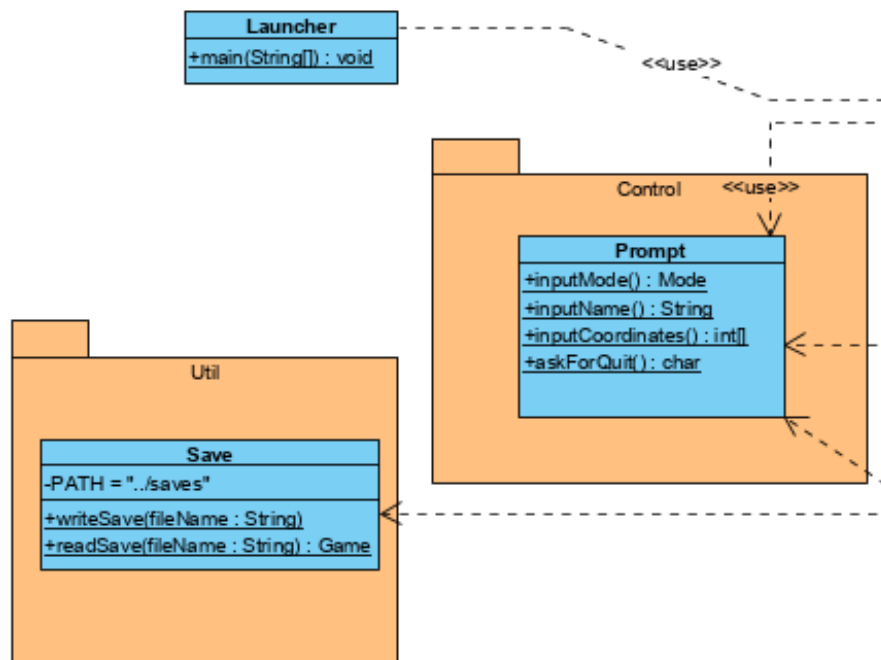 Launcher
+main(String[]) : void
<<use>>
Control
<<use>>
Prompt
+inputMode() : Mode
+inputName() : String
+inputCoordinates() : int[]
+askForQuit() : char
Util
Save
-PATH = "../saves"
+writeSave(fileName : String)
+readSave(fileName : String) : Game